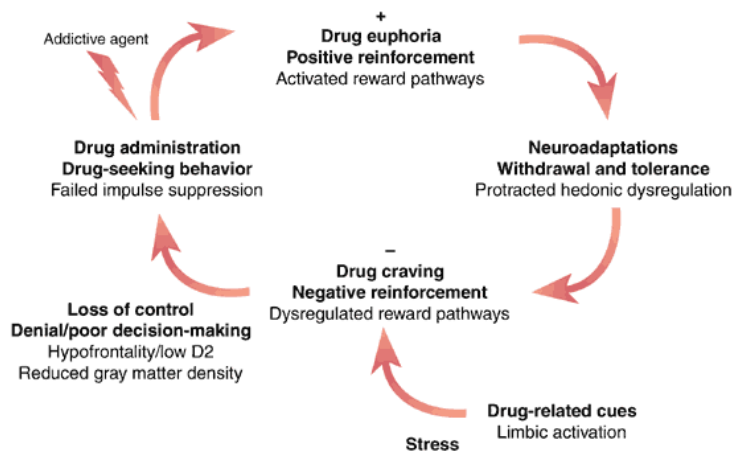 Addictive agent
+
Drug euphoria
Positive reinforcement
Activated reward pathways
Drug administration
Drug-seeking behavior
Failed impulse suppression
Neuroadaptations
Withdrawal and tolerance
Protracted hedonic dysregulation
–
Drug craving
Negative reinforcement
Dysregulated reward pathways
Loss of control
Denial/poor decision-making
Hypofrontality/low D2
Reduced gray matter density
Drug-related cues
Limbic activation
Stress